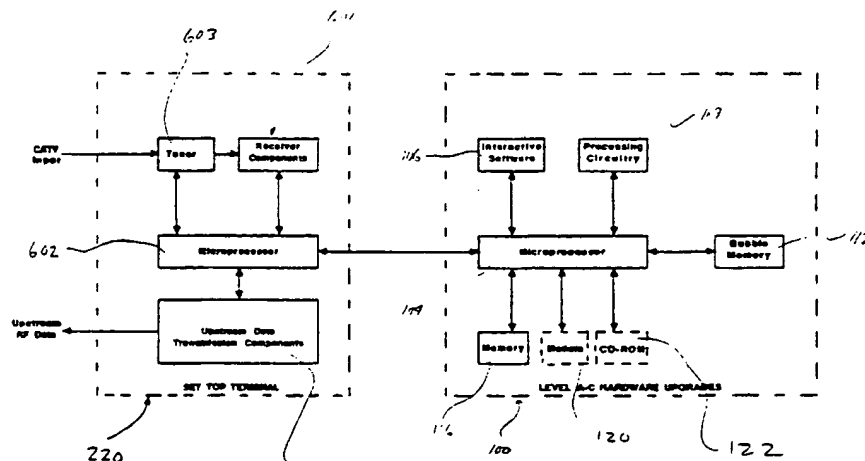 603
CATV
Input
Tuner
Receiver
Components
Interactive
Software
Processing
Circuitry
602
Microprocessor
Microprocessor
Bubble
Memory
Upstream
RF Data
Upstream Data
Transmission Components
Memory
Modem
CD-ROM
SET TOP TERMINAL
LEVEL A-C HARDWARE UPGRADES
220
100
120
122